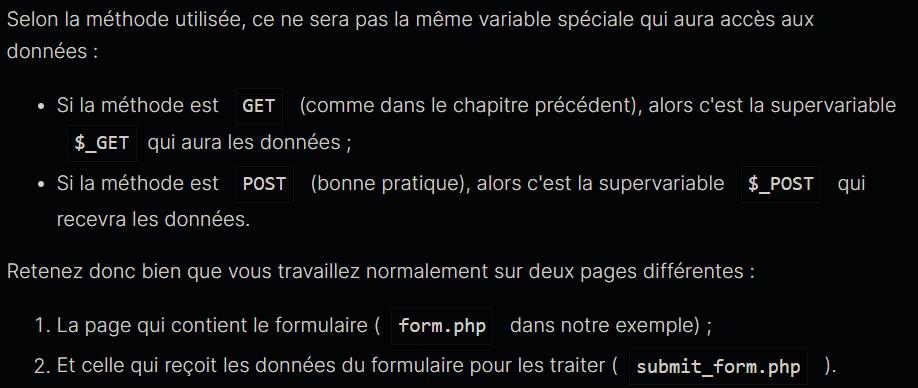 Selon la méthode utilisée, ce ne sera pas la même variable spéciale qui aura accès aux
données :
• Si la méthode est GET (comme dans le chapitre précédent), alors c'est la supervariable
$_GET qui aura les données ;
• Si la méthode est POST (bonne pratique), alors c'est la supervariable $_POST qui
recevra les données.
Retenez donc bien que vous travaillez normalement sur deux pages différentes :
1. La page qui contient le formulaire ( form.php dans notre exemple) ;
2. Et celle qui reçoit les données du formulaire pour les traiter ( submit_form.php ).